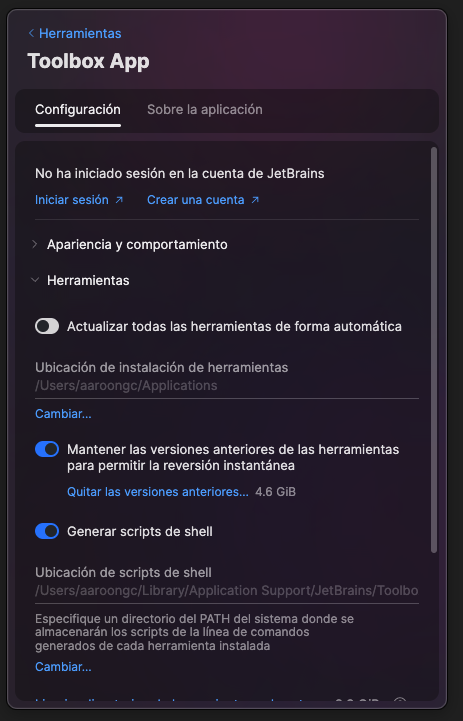 Herramientas
Toolbox App
Configuración Sobre la aplicación
No ha iniciado sesión en la cuenta de JetBrains
Iniciar sesión ↗ Crear una cuenta ↗
Apariencia y comportamiento
Herramientas
Actualizar todas las herramientas de forma automática
Ubicación de instalación de herramientas
/Users/aaroongc/Applications
Cambiar...
Mantener las versiones anteriores de las herramientas
para permitir la reversión instantánea
Quitar las versiones anteriores... 4.6 GiB
Generar scripts de shell
Ubicación de scripts de shell
/Users/aaroongc/Library/Application Support/JetBrains/Toolbo
Especifique un directorio del PATH del sistema donde se
almacenarán los scripts de la línea de comandos
generados de cada herramienta instalada
Cambiar...